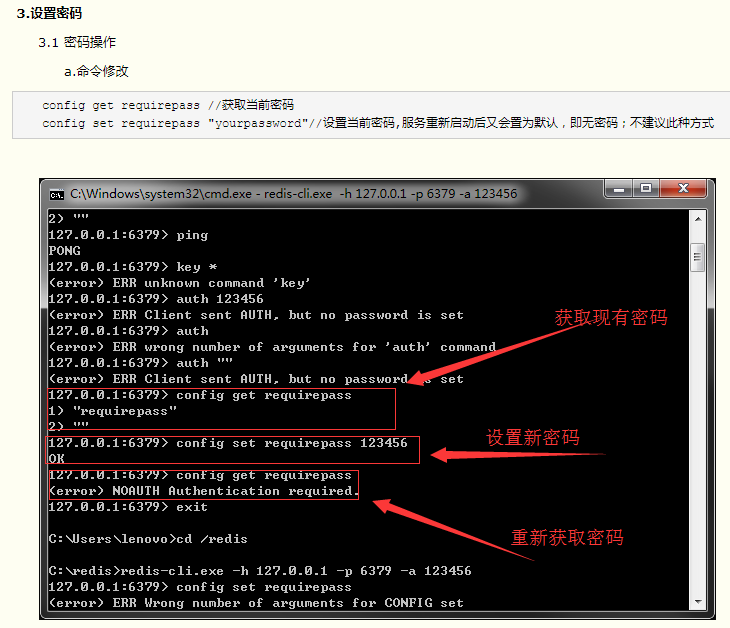 3.设置密码
3.1 密码操作
a.命令修改
config get requirepass //获取当前密码
config set requirepass "yourpassword"//设置当前密码,服务重新启动后又会置为默认，即无密码；不建议此种方式
C:\Windows\system32\cmd.exe - redis-cli.exe -h 127.0.0.1 -p 6379 -a 123456
2) ""
127.0.0.1:6379> ping
PONG
127.0.0.1:6379> key *
(error) ERR unknown command 'key'
127.0.0.1:6379> auth 123456
(error) ERR Client sent AUTH, but no password is set
获取现有密码
127.0.0.1:6379> auth
(error) ERR wrong number of arguments for 'auth' command
127.0.0.1:6379> auth ""
(error) ERR Client sent AUTH, but no password is set
127.0.0.1:6379> config get requirepass
1) "requirepass"
2) ""
127.0.0.1:6379> config set requirepass 123456
设置新密码
OK
127.0.0.1:6379> config get requirepass
(error) NOAUTH Authentication required.
127.0.0.1:6379> exit
C:\Users\lenovo>cd /redis
重新获取密码
C:\redis>redis-cli.exe -h 127.0.0.1 -p 6379 -a 123456
127.0.0.1:6379> config set requirepass
(error) ERR Wrong number of arguments for CONFIG set